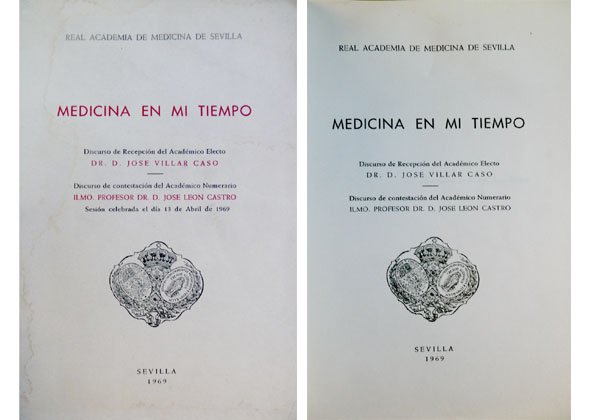 REAL ACADEMIA DE MEDICINA DE SEVILLA
MEDICINA EN MI TIEMPO
Discurso de Recepción del Académico Electo
DR. D. JOSE VILLAR CASO
Discurso de contestación del Académico Numerario
ILMO. PROFESOR DR. D. JOSE LEON CASTRO
Sesión celebrada el día 13 de Abril de 1969
SEVILLA
1969
REAL ACADEMIA DE MEDICINA DE SEVILLA
MEDICINA EN MI TIEMPO
Discurso de Recepción del Académico Electo
DR. D. JOSE VILLAR CASO
Discurso de contestación del Académico Numerario
ILMO. PROFESOR DR. D. JOSE LEON CASTRO
SEVILLA
1969